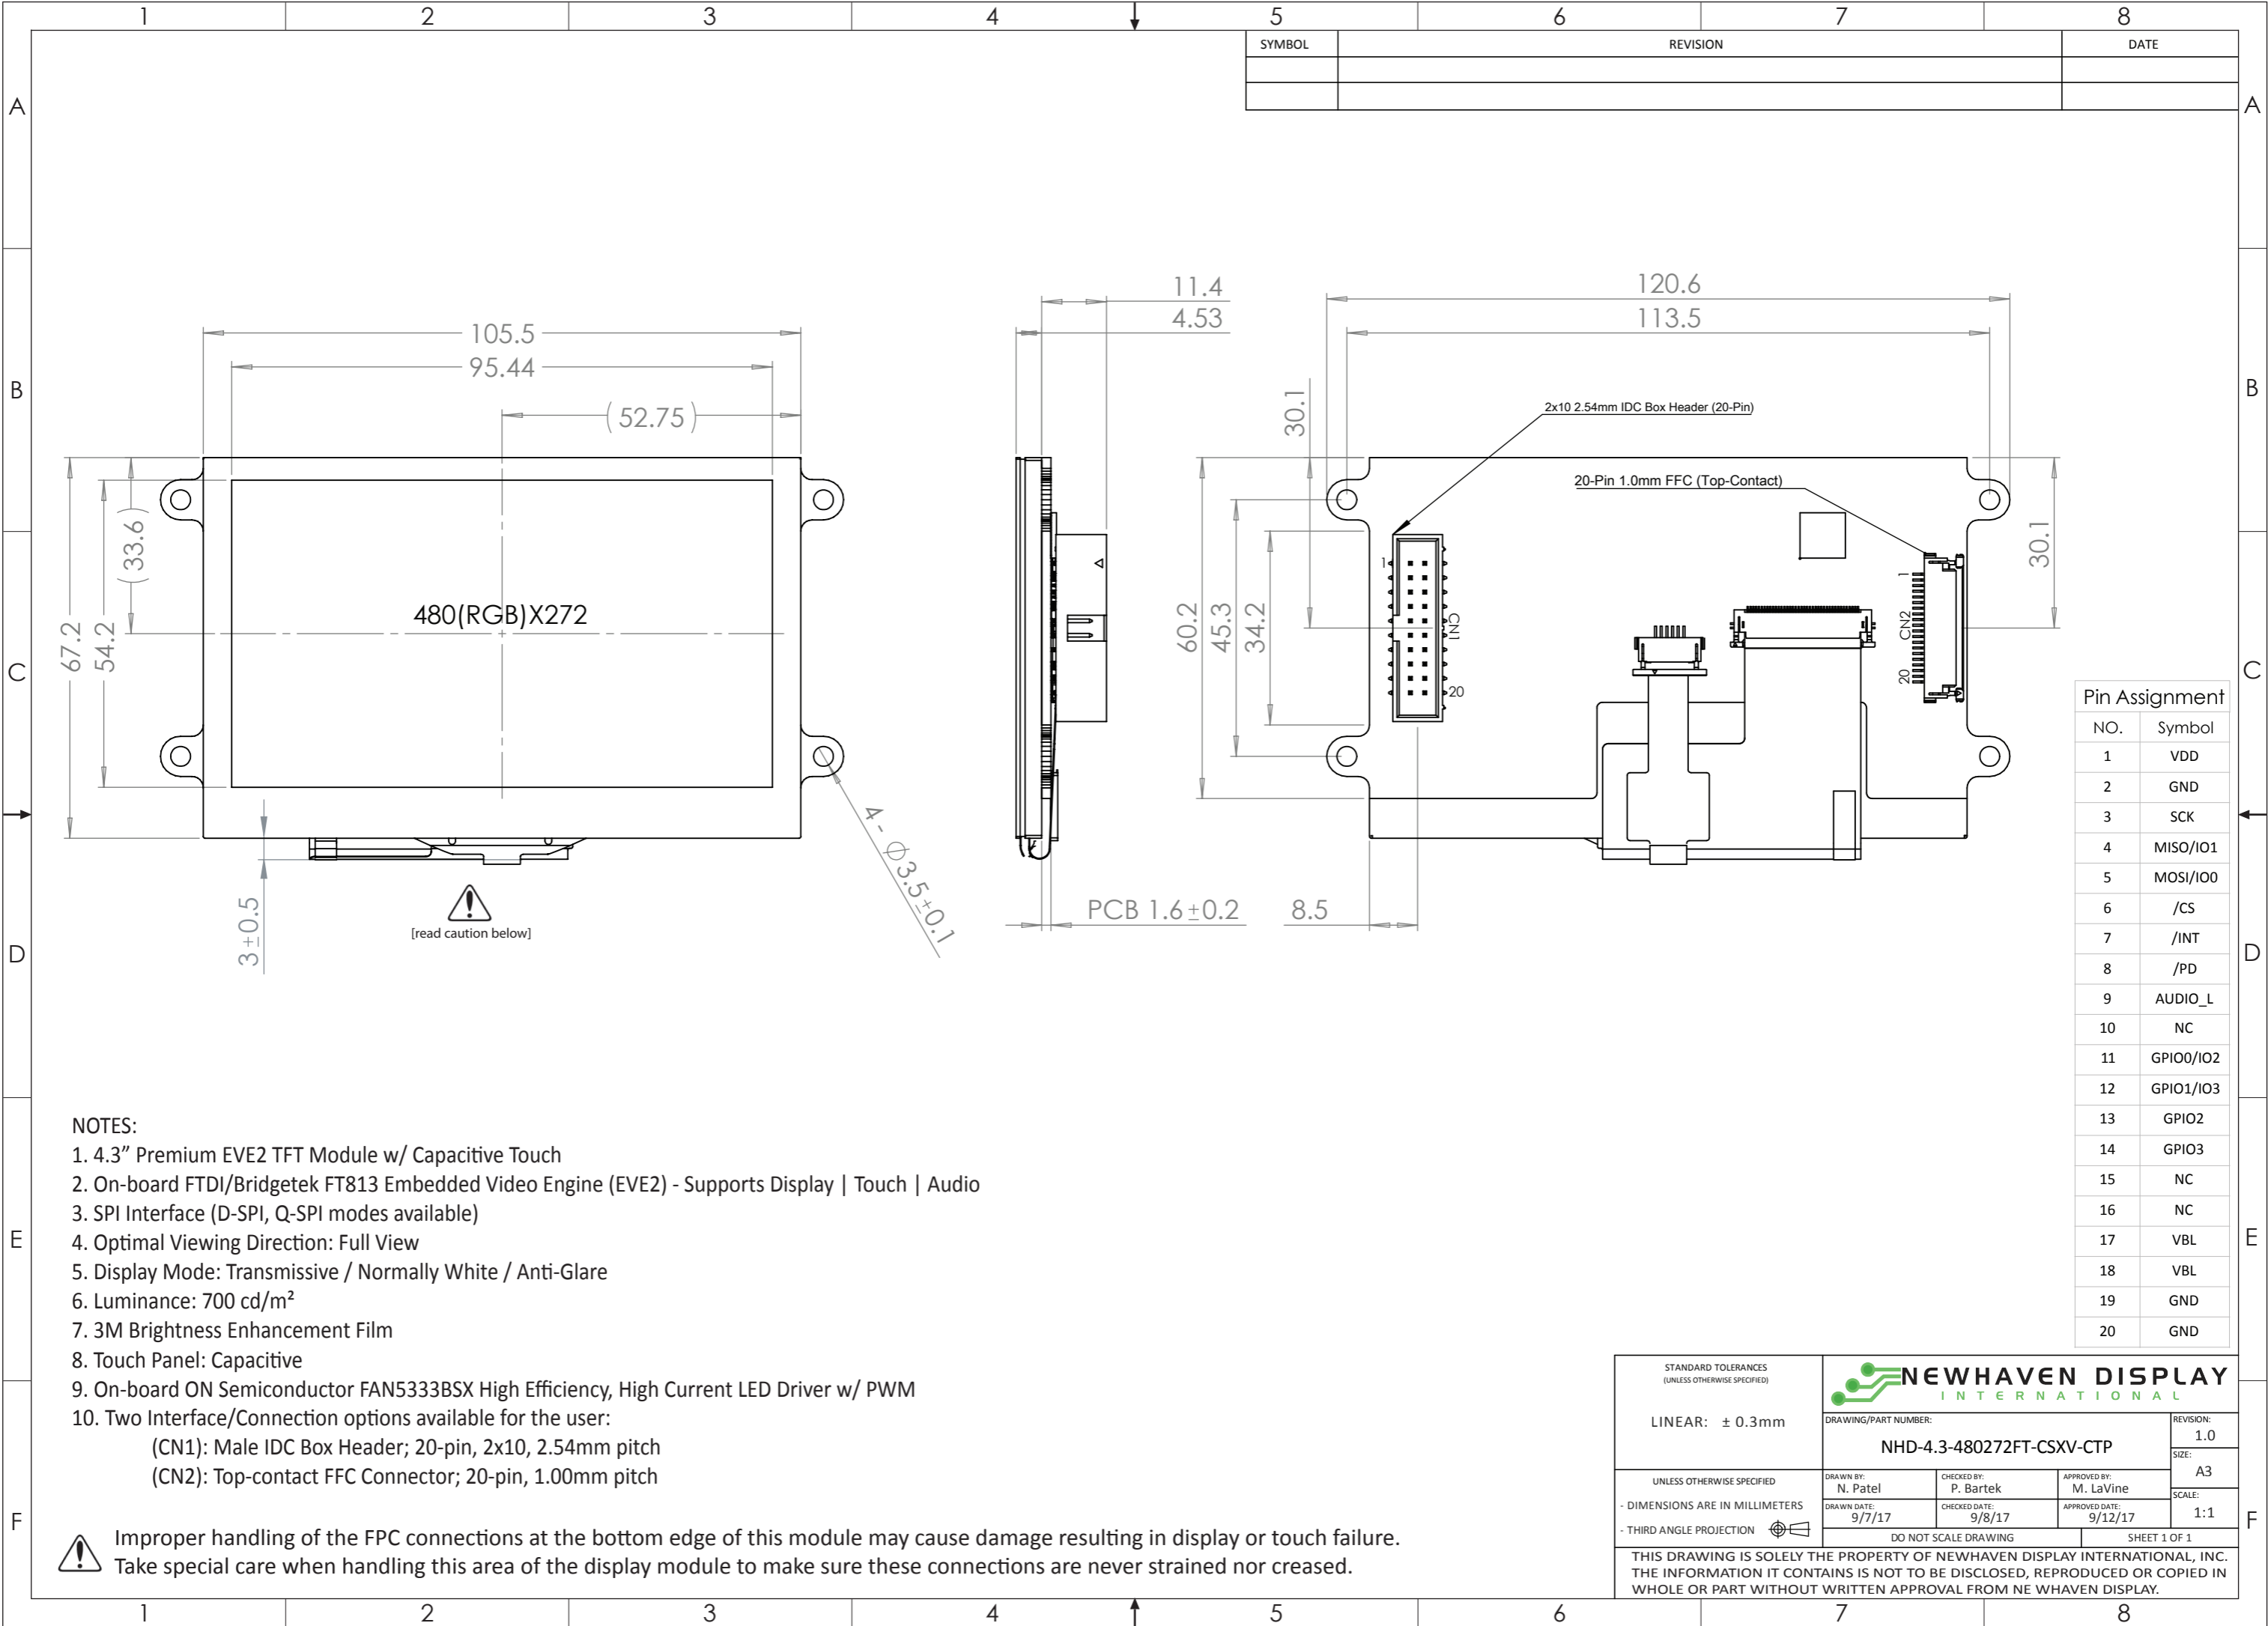 1 2 3 4 5 6 7 8
A
B
C
D
E
F
A
B
C
D
E
F
SYMBOL REVISION DATE
105.5
95.44
(52.75)
67.2
54.2
(33.6)
480(RGB)X272
3±0.5
[read caution below]
4 - Ø3.5±0.1
11.4
4.53
PCB 1.6±0.2
120.6
113.5
30.1
2x10 2.54mm IDC Box Header (20-Pin)
20-Pin 1.0mm FFC (Top-Contact)
60.2
45.3
34.2
30.1
1
CN1
20
1
CN2
20
8.5
Pin Assignment
NO. Symbol
1 VDD
2 GND
3 SCK
4 MISO/IO1
5 MOSI/IO0
6 /CS
7 /INT
8 /PD
9 AUDIO_L
10 NC
11 GPIO0/IO2
12 GPIO1/IO3
13 GPIO2
14 GPIO3
15 NC
16 NC
17 VBL
18 VBL
19 GND
20 GND
NOTES:
1. 4.3” Premium EVE2 TFT Module w/ Capacitive Touch
2. On-board FTDI/Bridgetek FT813 Embedded Video Engine (EVE2) - Supports Display | Touch | Audio
3. SPI Interface (D-SPI, Q-SPI modes available)
4. Optimal Viewing Direction: Full View
5. Display Mode: Transmissive / Normally White / Anti-Glare
6. Luminance: 700 cd/m²
7. 3M Brightness Enhancement Film
8. Touch Panel: Capacitive
9. On-board ON Semiconductor FAN5333BSX High Efficiency, High Current LED Driver w/ PWM
10. Two Interface/Connection options available for the user:
(CN1): Male IDC Box Header; 20-pin, 2x10, 2.54mm pitch
(CN2): Top-contact FFC Connector; 20-pin, 1.00mm pitch
Improper handling of the FPC connections at the bottom edge of this module may cause damage resulting in display or touch failure.
Take special care when handling this area of the display module to make sure these connections are never strained nor creased.
STANDARD TOLERANCES
(UNLESS OTHERWISE SPECIFIED)
LINEAR: ± 0.3mm
UNLESS OTHERWISE SPECIFIED
- DIMENSIONS ARE IN MILLIMETERS
- THIRD ANGLE PROJECTION
NEWHAVEN DISPLAY
INTERNATIONAL
DRAWING/PART NUMBER:
NHD-4.3-480272FT-CSXV-CTP
REVISION:
1.0
SIZE:
A3
SCALE:
1:1
DRAWN BY:
N. Patel
CHECKED BY:
P. Bartek
APPROVED BY:
M. LaVine
DRAWN DATE:
9/7/17
CHECKED DATE:
9/8/17
APPROVED DATE:
9/12/17
DO NOT SCALE DRAWING SHEET 1 OF 1
THIS DRAWING IS SOLELY THE PROPERTY OF NEWHAVEN DISPLAY INTERNATIONAL, INC.
THE INFORMATION IT CONTAINS IS NOT TO BE DISCLOSED, REPRODUCED OR COPIED IN
WHOLE OR PART WITHOUT WRITTEN APPROVAL FROM NE WHAVEN DISPLAY.
1 2 3 4 5 6 7 8